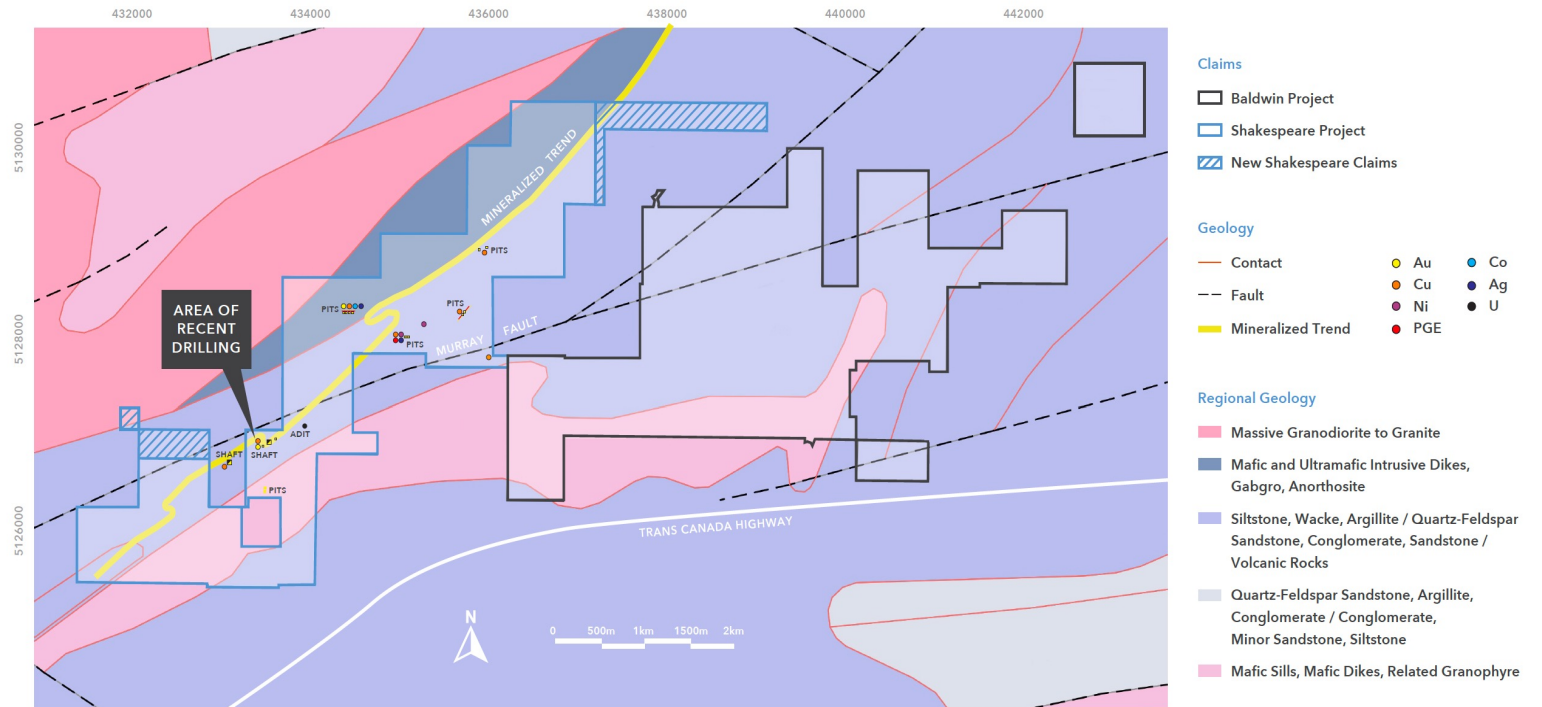 432000 434000 436000 438000 440000 442000
5130000
5128000
5126000
MINERALIZED TREND
PITS
PITS
PITS
PITS
MURRAY FAULT
AREA OF
RECENT
DRILLING
ADIT
SHAFT
SHAFT
PITS
TRANS CANADA HIGHWAY
N
0 500m 1km 1500m 2km
Claims
Baldwin Project
Shakespeare Project
New Shakespeare Claims
Geology
Contact
Fault
Mineralized Trend
Au
Cu
Ni
PGE
Co
Ag
U
Regional Geology
Massive Granodiorite to Granite
Mafic and Ultramafic Intrusive Dikes,
Gabgro, Anorthosite
Siltstone, Wacke, Argillite / Quartz-Feldspar
Sandstone, Conglomerate, Sandstone /
Volcanic Rocks
Quartz-Feldspar Sandstone, Argillite,
Conglomerate / Conglomerate,
Minor Sandstone, Siltstone
Mafic Sills, Mafic Dikes, Related Granophyre